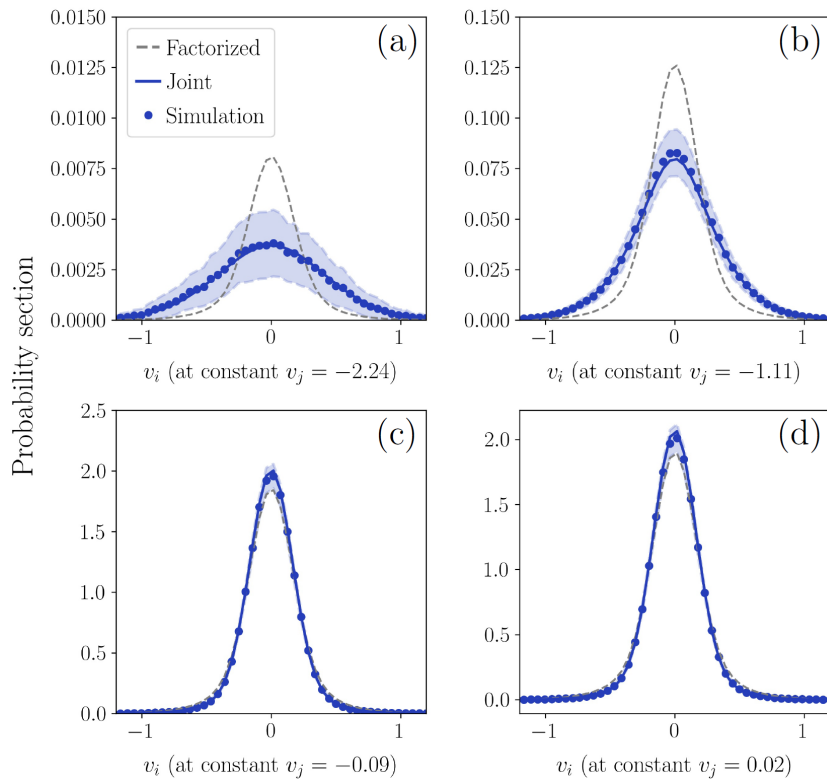 (a)
0.0150
0.0125
0.0100
0.0075
0.0050
0.0025
0.0000
Factorized
Joint
Simulation
−1 0 1
v_i (at constant v_j = −2.24)
(b)
0.150
0.125
0.100
0.075
0.050
0.025
0.000
−1 0 1
v_i (at constant v_j = −1.11)
Probability section
(c)
2.5
2.0
1.5
1.0
0.5
0.0
−1 0 1
v_i (at constant v_j = −0.09)
(d)
2.0
1.5
1.0
0.5
0.0
−1 0 1
v_i (at constant v_j = 0.02)